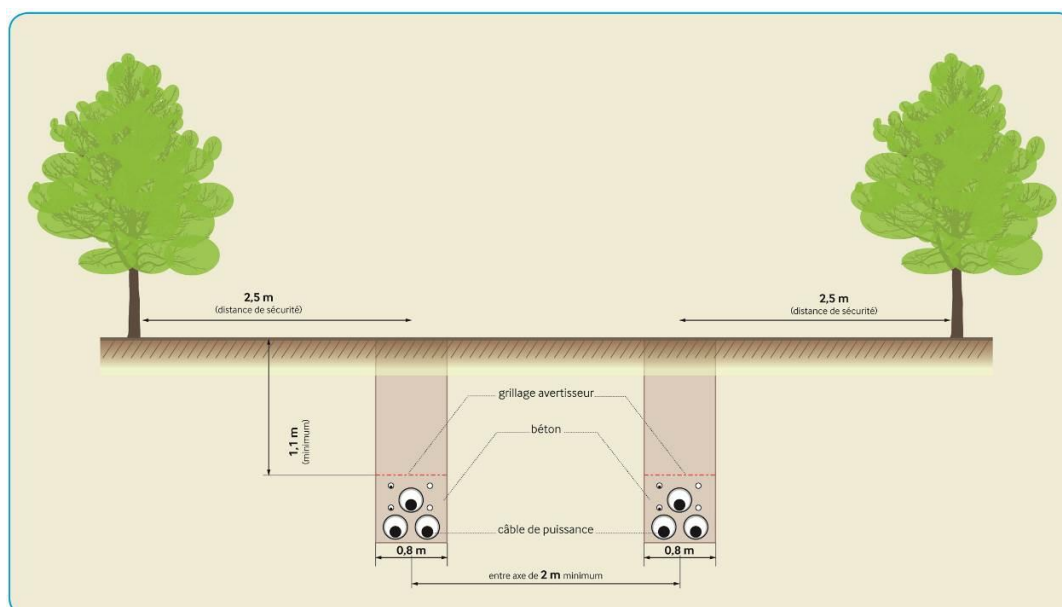 2,5 m
(distance de sécurité)
2,5 m
(distance de sécurité)
1,1 m
(minimum)
grillage avertisseur
béton
câble de puissance
0,8 m
0,8 m
entre axe de 2 m minimum